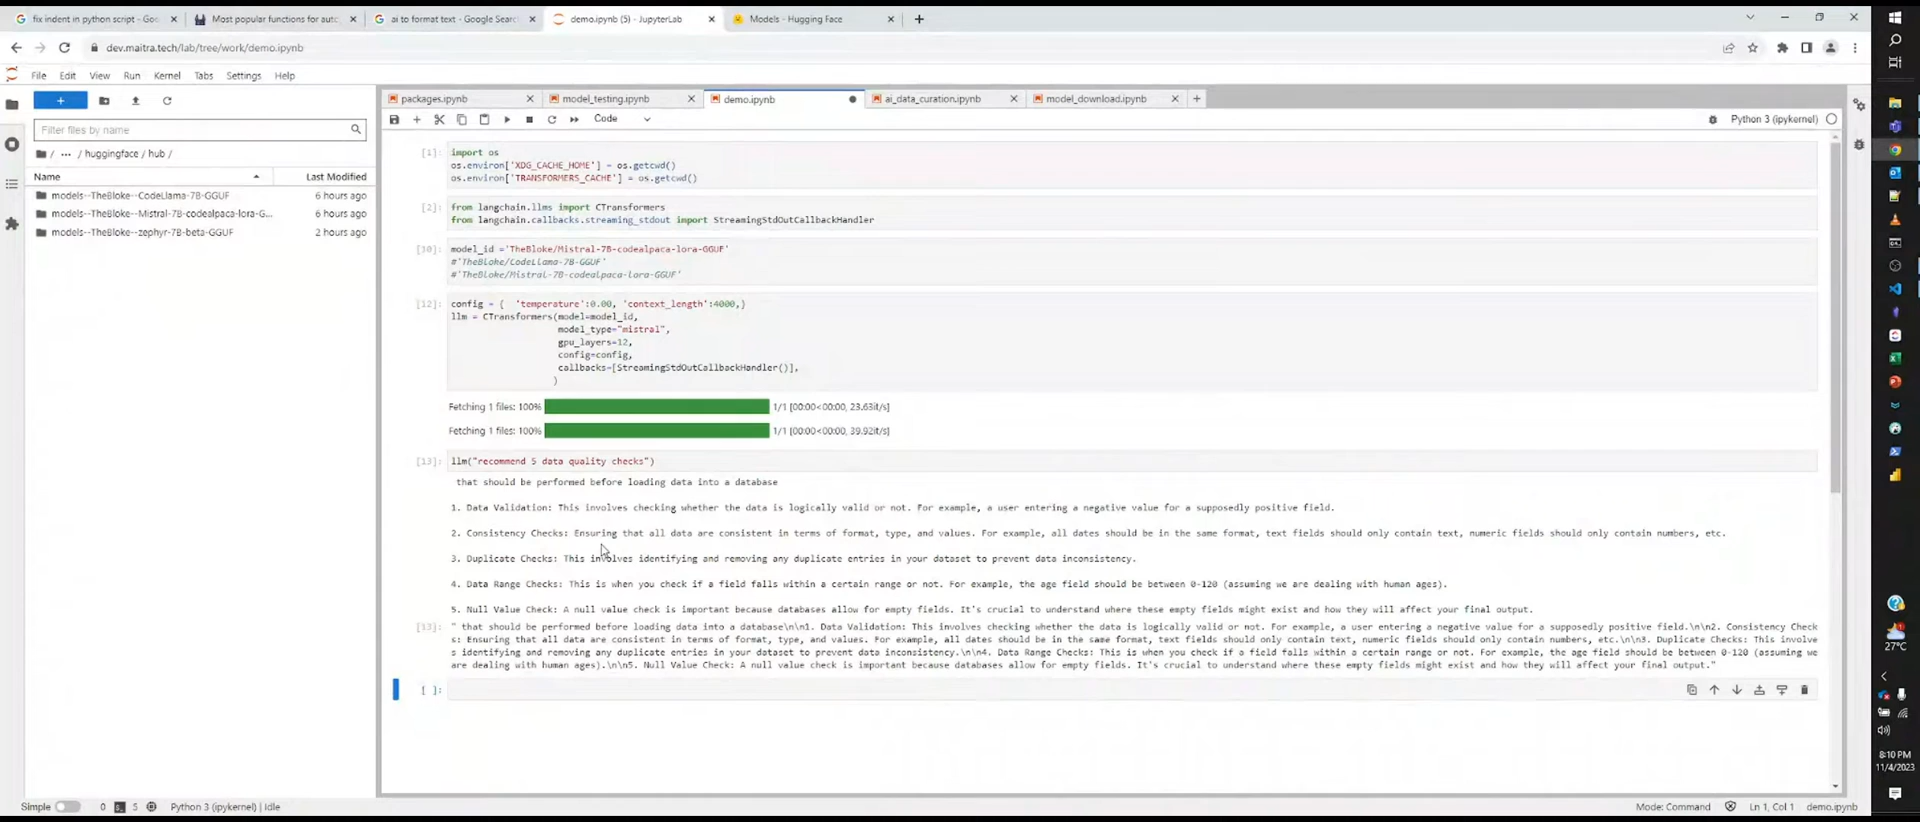 fix indent in python script - Goo
Most popular functions for auto
ai to format text - Google Searc
demo.ipynb (5) - JupyterLab
Models - Hugging Face
dev.maitra.tech/lab/tree/work/demo.ipynb
File Edit View Run Kernel Tabs Settings Help
packages.ipynb
model_testing.ipynb
demo.ipynb
ai_data_curation.ipynb
model_download.ipynb
Code
Python 3 (ipykernel)
Filter files by name
/ ... / huggingface / hub /
Name Last Modified
models--TheBloke--CodeLlama-7B-GGUF 6 hours ago
models--TheBloke--Mistral-7B-codealpaca-lora-G... 6 hours ago
models--TheBloke--zephyr-7B-beta-GGUF 2 hours ago
[1]: import os
os.environ['XDG_CACHE_HOME'] = os.getcwd()
os.environ['TRANSFORMERS_CACHE'] = os.getcwd()
[2]: from langchain.llms import CTransformers
from langchain.callbacks.streaming_stdout import StreamingStdOutCallbackHandler
[30]: model_id ='TheBloke/Mistral-7B-codealpaca-lora-GGUF'
#'TheBloke/CodeLlama-7B-GGUF'
#'TheBloke/Mistral-7B-codealpaca-lora-GGUF'
[12]: config = { 'temperature':0.00, 'context_length':4000,}
llm = CTransformers(model=model_id,
model_type="mistral",
gpu_layers=12,
config=config,
callbacks=[StreamingStdOutCallbackHandler()],
)
Fetching 1 files: 100% 1/1 [00:00<00:00, 23.63it/s]
Fetching 1 files: 100% 1/1 [00:00<00:00, 39.92it/s]
[13]: llm("recommend 5 data quality checks")
that should be performed before loading data into a database
1. Data Validation: This involves checking whether the data is logically valid or not. For example, a user entering a negative value for a supposedly positive field.
2. Consistency Checks: Ensuring that all data are consistent in terms of format, type, and values. For example, all dates should be in the same format, text fields should only contain text, numeric fields should only contain numbers, etc.
3. Duplicate Checks: This involves identifying and removing any duplicate entries in your dataset to prevent data inconsistency.
4. Data Range Checks: This is when you check if a field falls within a certain range or not. For example, the age field should be between 0-120 (assuming we are dealing with human ages).
5. Null Value Check: A null value check is important because databases allow for empty fields. It's crucial to understand where these empty fields might exist and how they will affect your final output.
[13]: " that should be performed before loading data into a database\n\n1. Data Validation: This involves checking whether the data is logically valid or not. For example, a user entering a negative value for a supposedly positive field.\n\n2. Consistency Check
s: Ensuring that all data are consistent in terms of format, type, and values. For example, all dates should be in the same format, text fields should only contain text, numeric fields should only contain numbers, etc.\n\n3. Duplicate Checks: This involve
s identifying and removing any duplicate entries in your dataset to prevent data inconsistency.\n\n4. Data Range Checks: This is when you check if a field falls within a certain range or not. For example, the age field should be between 0-120 (assuming we
are dealing with human ages).\n\n5. Null Value Check: A null value check is important because databases allow for empty fields. It's crucial to understand where these empty fields might exist and how they will affect your final output."
[ ]:
27°C
8:10 PM
11/4/2023
Simple 0 5 Python 3 (ipykernel) | Idle
Mode: Command Ln 1, Col 1 demo.ipynb